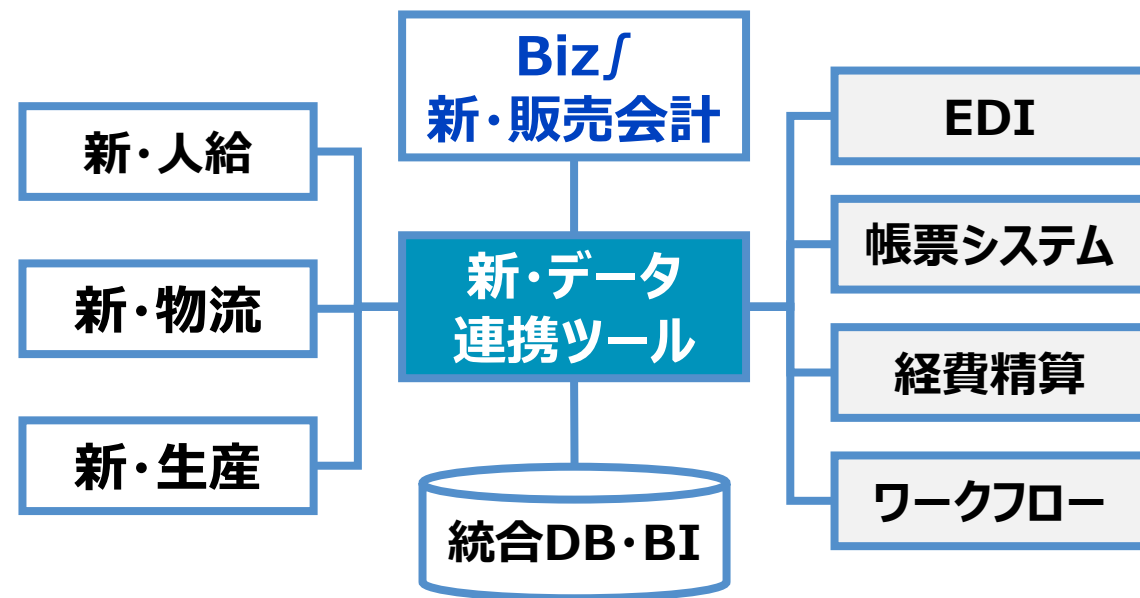 Biz∫
新・販売会計
新・人給
新・物流
新・生産
新・データ
連携ツール
統合DB・BI
EDI
帳票システム
経費精算
ワークフロー